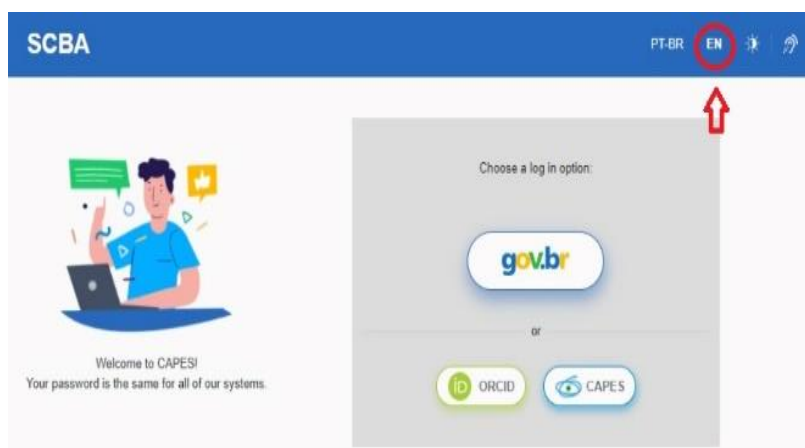 SCBA
PT-BR EN
Choose a log in option:
gov.br
or
iD ORCID CAPES
Welcome to CAPES!
Your password is the same for all of our systems.